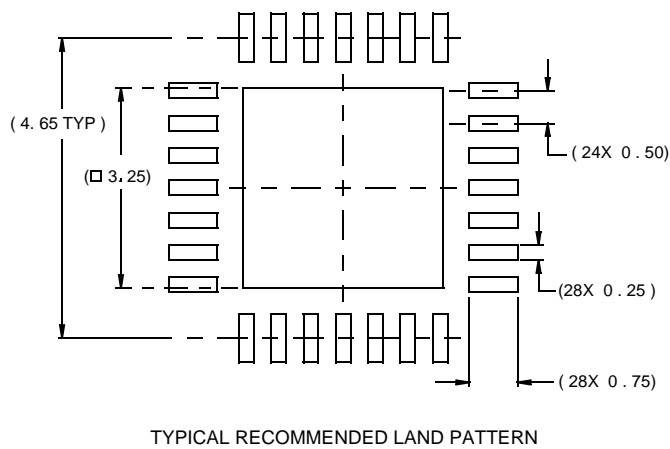 ( 4. 65 TYP )
(□ 3. 25)
( 24X 0 . 50)
(28X 0 . 25 )
( 28X 0 . 75)
TYPICAL RECOMMENDED LAND PATTERN